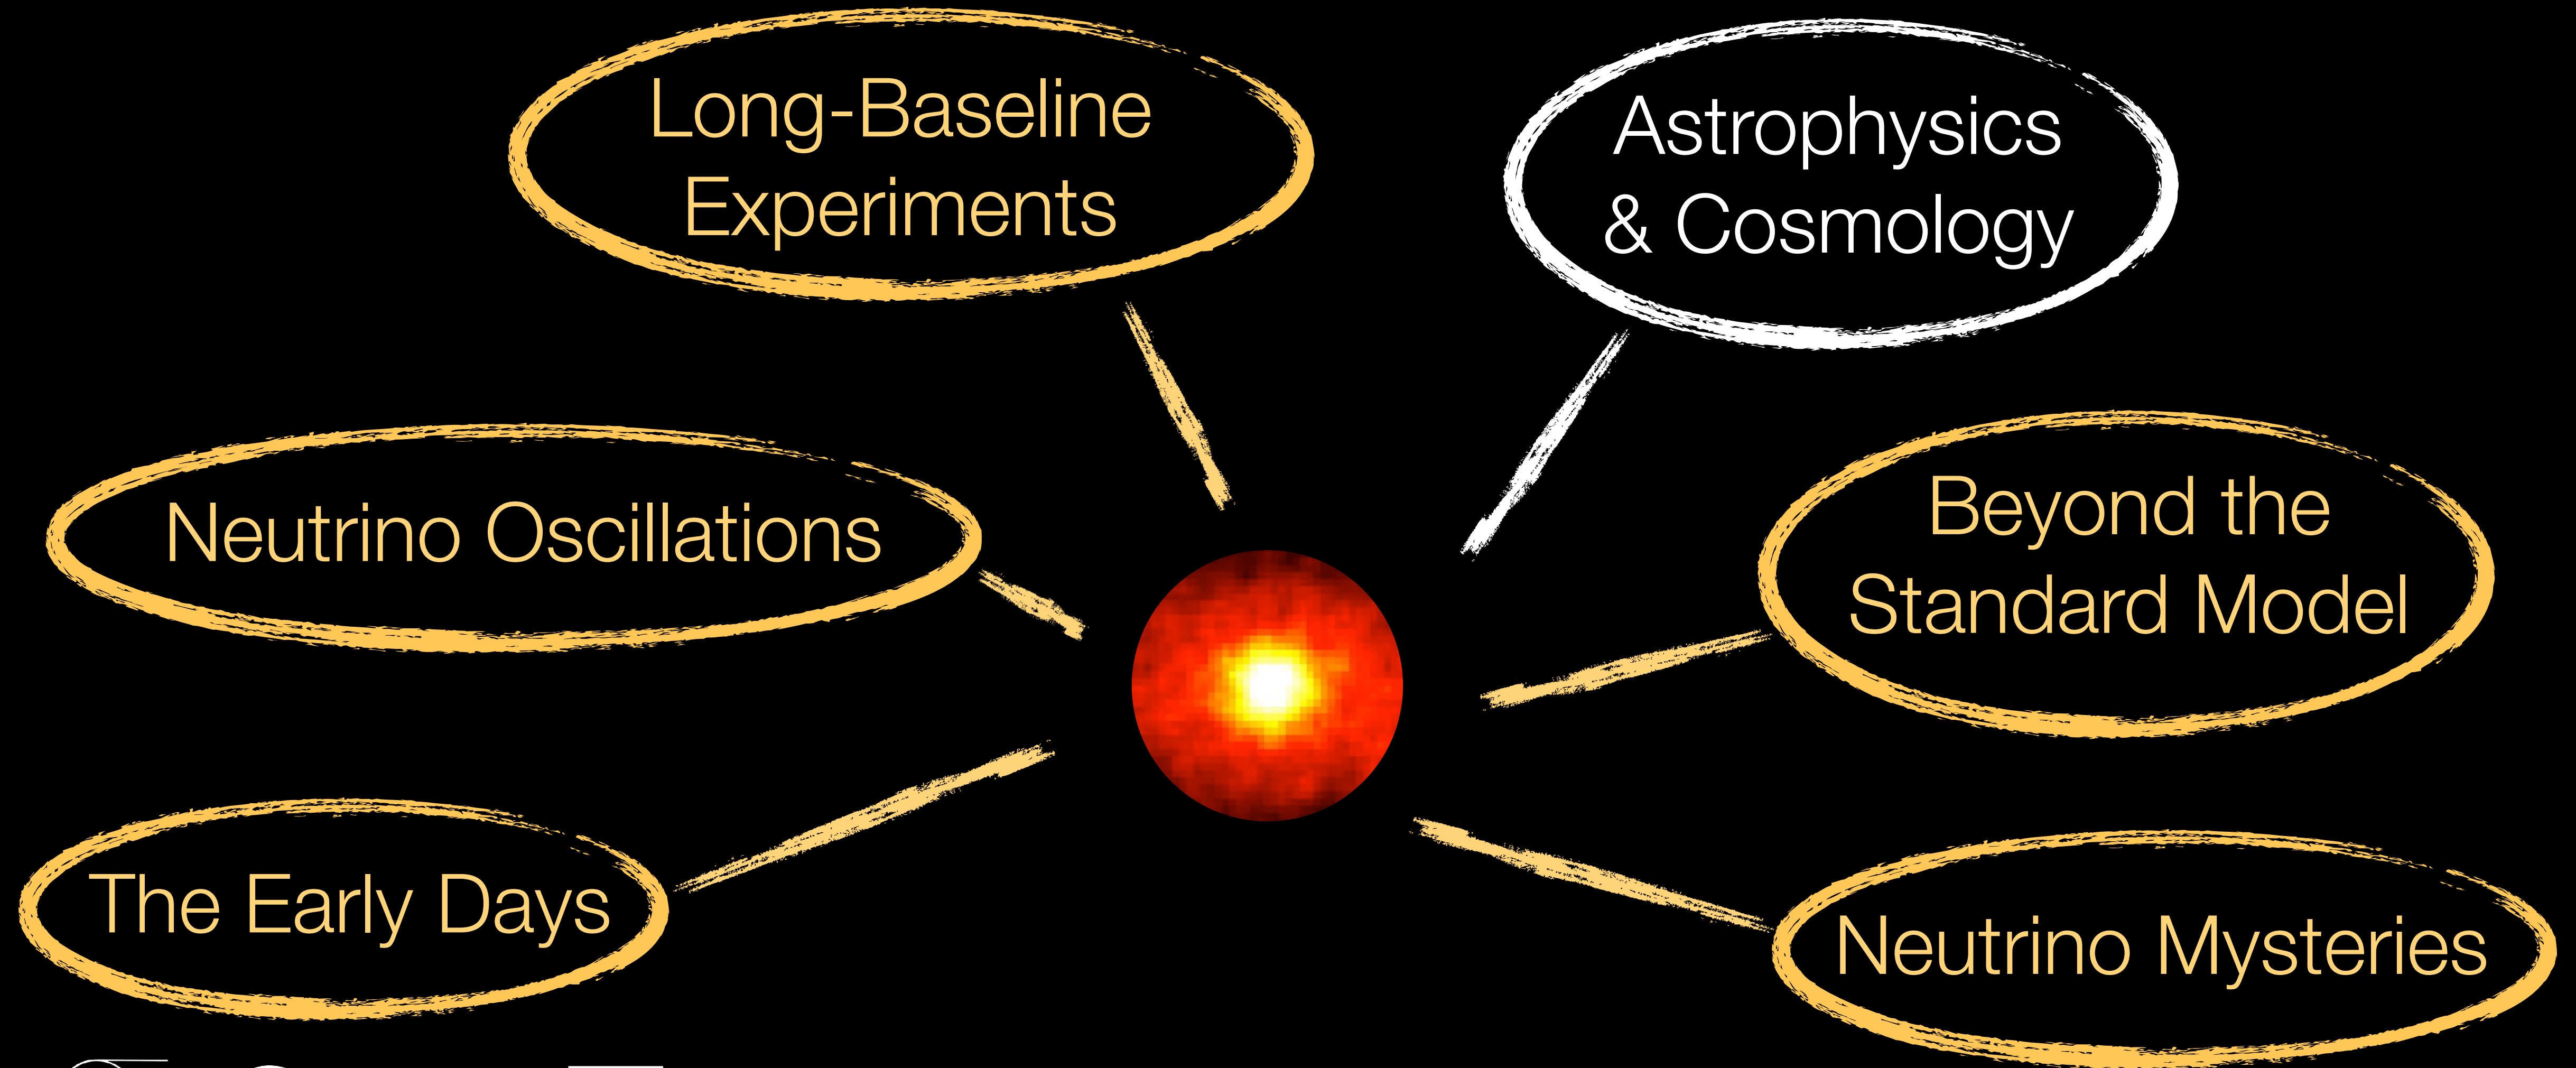 Long-Baseline
Experiments
Astrophysics
& Cosmology
Neutrino Oscillations
Beyond the
Standard Model
The Early Days
Neutrino Mysteries